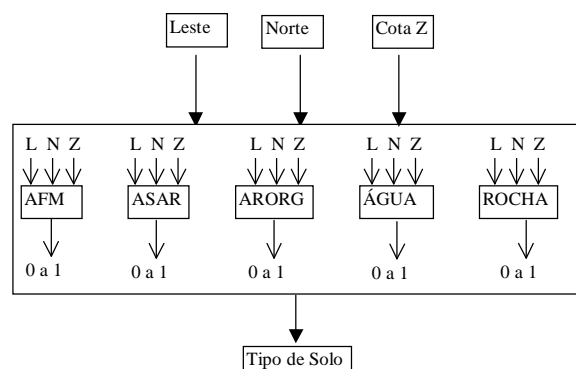 Leste Norte Cota Z
L N Z L N Z L N Z L N Z L N Z
AFM ASAR ARORG ÁGUA ROCHA
0 a 1 0 a 1 0 a 1 0 a 1 0 a 1
Tipo de Solo